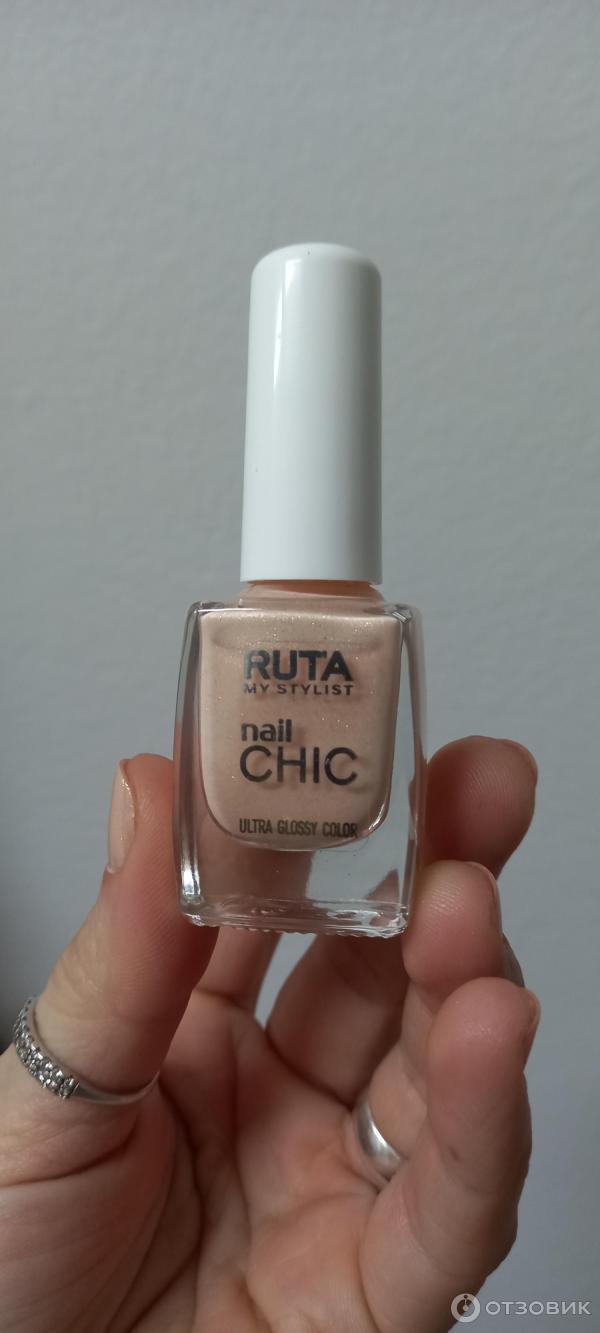 RUTA
MY STYLIST
nail
CHIC
ULTRA GLOSSY COLOR
ОТЗОВИК